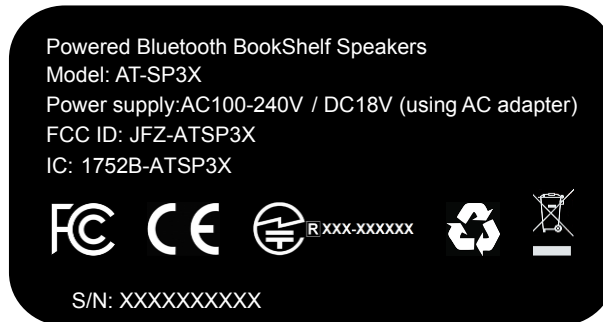 Powered Bluetooth BookShelf Speakers
Model: AT-SP3X
Power supply:AC100-240V / DC18V (using AC adapter)
FCC ID: JFZ-ATSP3X
IC: 1752B-ATSP3X
FC CE R XXX-XXXXXX
S/N: XXXXXXXXXX